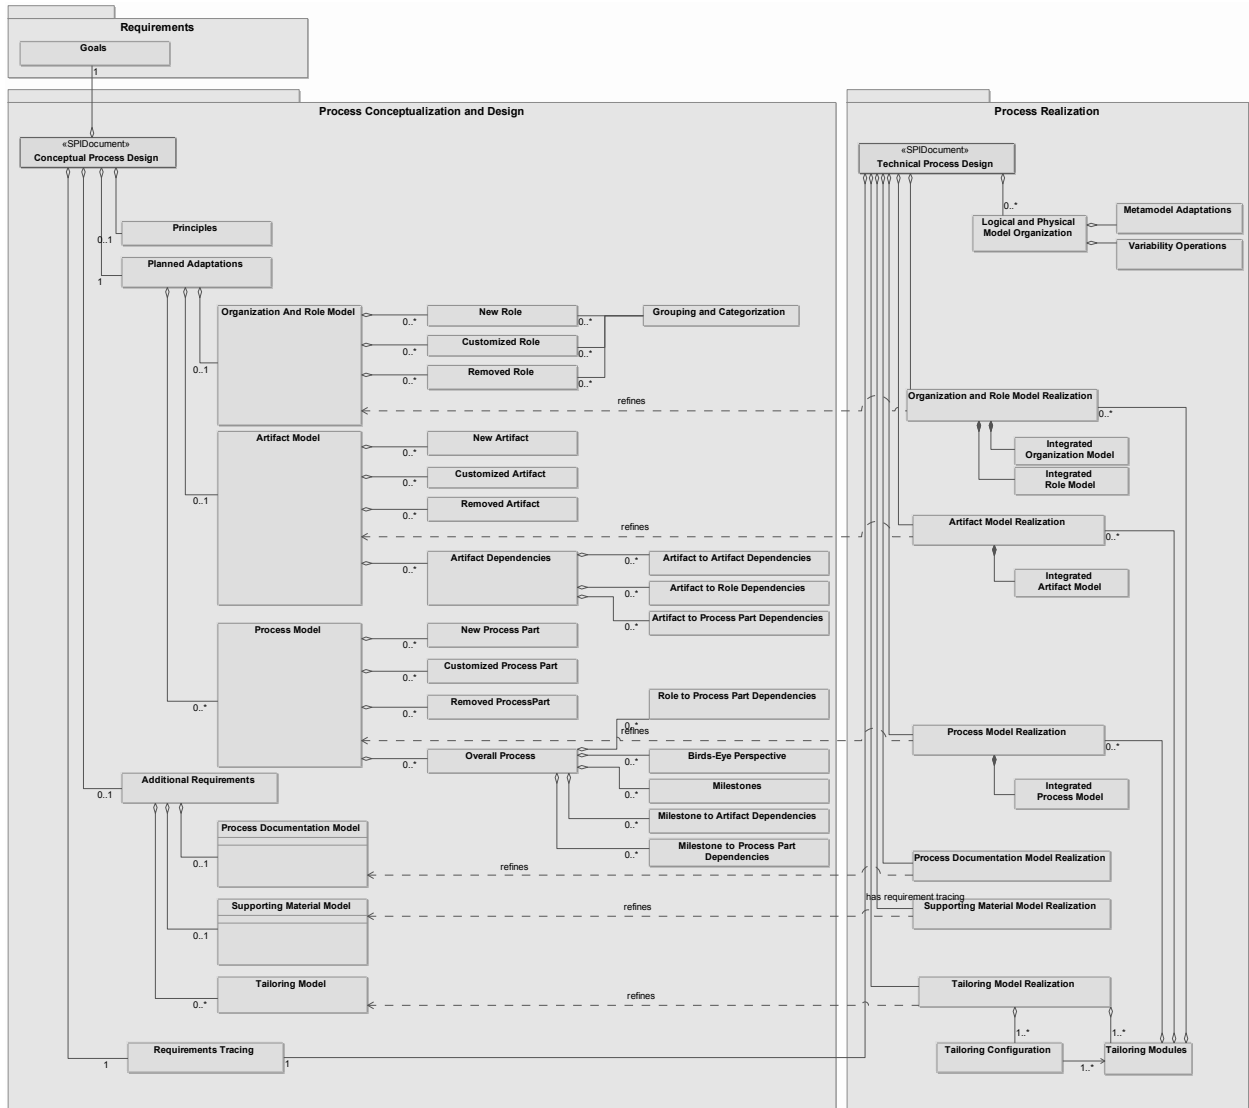 Requirements
Goals
1
Process Conceptualization and Design
«SPIDocument»
Conceptual Process Design
Principles
0..1
Planned Adaptations
1
Organization And Role Model
0..1
New Role
0..*
0..*
Customized Role
0..*
0..*
Removed Role
0..*
0..*
Grouping and Categorization
refines
Artifact Model
0..1
New Artifact
0..*
Customized Artifact
0..*
Removed Artifact
0..*
refines
Artifact Dependencies
0..*
Artifact to Artifact Dependencies
0..*
Artifact to Role Dependencies
0..*
Artifact to Process Part Dependencies
0..*
Process Model
0..*
New Process Part
0..*
Customized Process Part
0..*
Removed ProcessPart
0..*
Role to Process Part Dependencies
0..*
refines
Overall Process
0..*
Birds-Eye Perspective
0..*
Milestones
0..*
Milestone to Artifact Dependencies
0..*
Milestone to Process Part
Dependencies
0..*
Additional Requirements
0..1
Process Documentation Model
0..1
refines
Supporting Material Model
0..1
refines
Tailoring Model
0..*
refines
Requirements Tracing
1
1
Process Realization
«SPIDocument»
Technical Process Design
0..*
Logical and Physical
Model Organization
Metamodel Adaptations
Variability Operations
Organization and Role Model Realization
0..*
Integrated
Organization Model
Integrated
Role Model
Artifact Model Realization
0..*
Integrated
Artifact Model
Process Model Realization
0..*
Integrated
Process Model
Process Documentation Model Realization
has requirement tracing
Supporting Material Model Realization
Tailoring Model Realization
1..*
1..*
Tailoring Configuration
1..*
Tailoring Modules